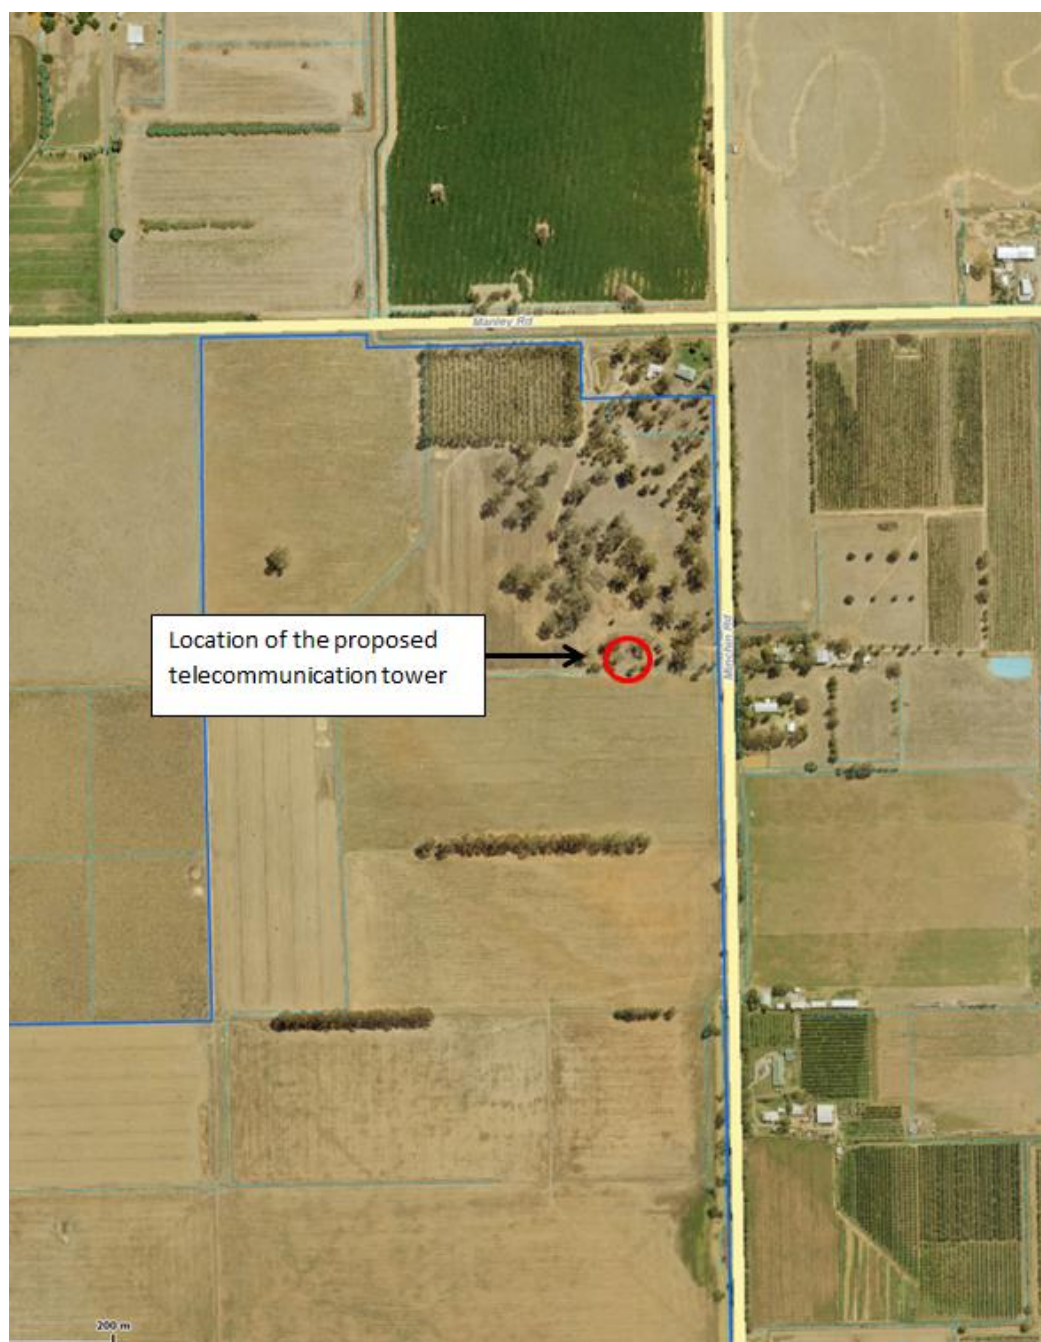 Manley Rd
Location of the proposed
telecommunication tower
Minchin Rd
200 m